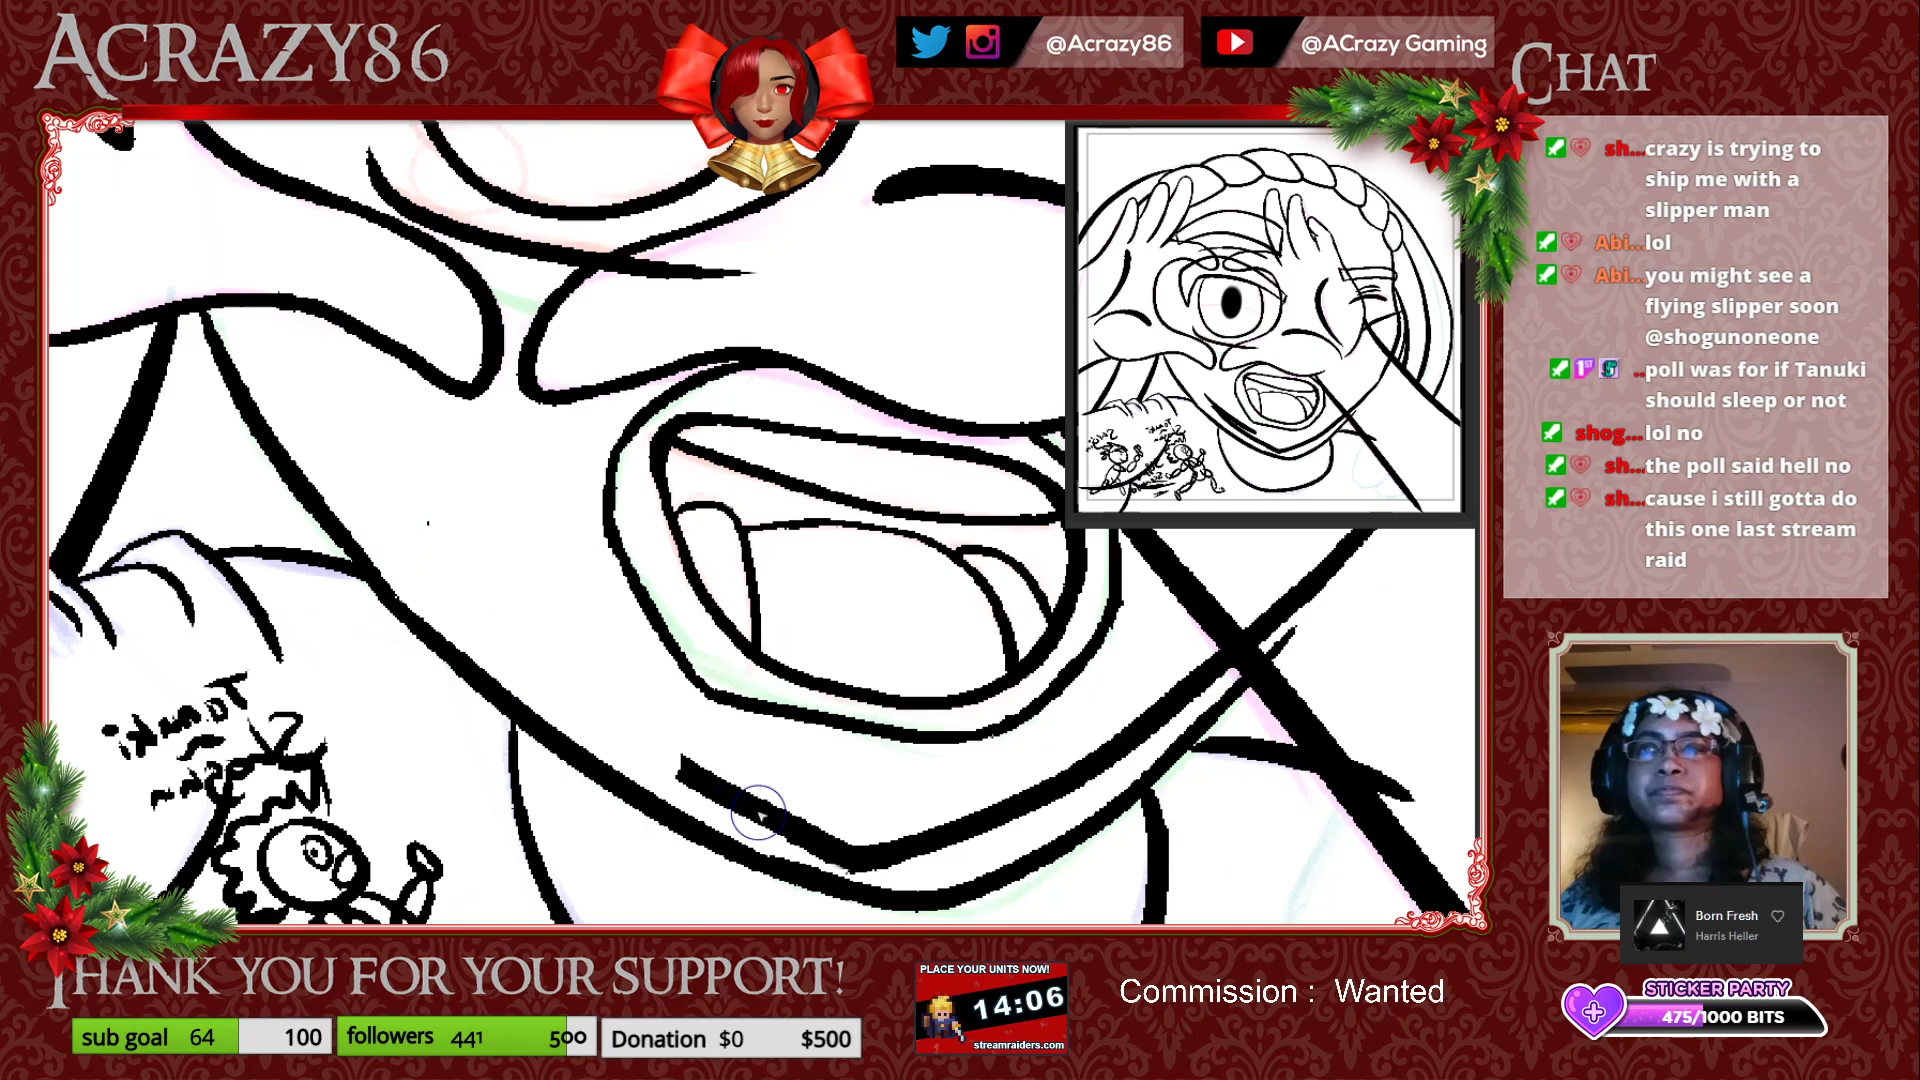 ACRAZY86
@Acrazy86
@ACrazy Gaming
CHAT
sh...crazy is trying to
ship me with a
slipper man
Abi...lol
Abi...you might see a
flying slipper soon
@shogunoneone
..poll was for if Tanuki
should sleep or not
shog...lol no
sh...the poll said hell no
sh...cause i still gotta do
this one last stream
raid
Tanuki
Born Fresh
Harris Heller
THANK YOU FOR YOUR SUPPORT!
sub goal 64 100
followers 441 500
Donation $0 $500
PLACE YOUR UNITS NOW!
14:06
streamraiders.com
Commission : Wanted
STICKER PARTY
475/1000 BITS